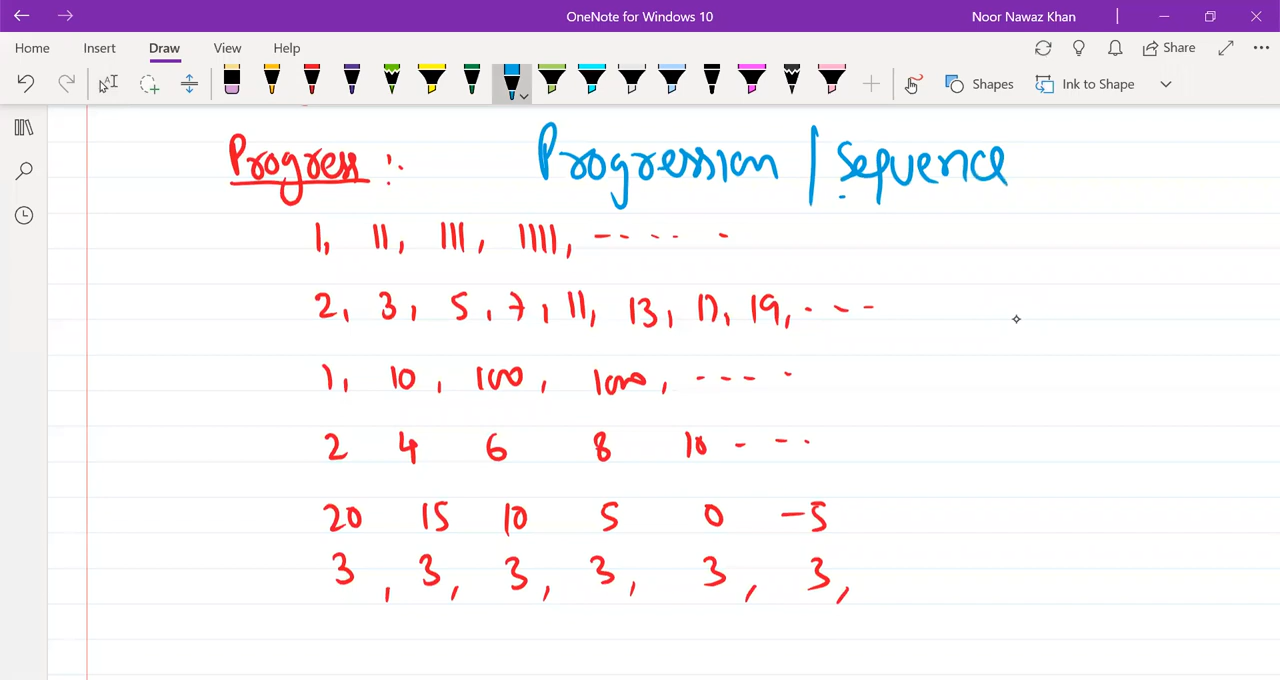 OneNote for Windows 10
Noor Nawaz Khan
Home Insert Draw View Help
Share
Shapes
Ink to Shape
Progress :- Progression | Sequence
1, 11, 111, 1111, ------
2, 3, 5, 7, 11, 13, 17, 19, ---
1, 10, 100, 1000, -----
2 4 6 8 10 ---
20 15 10 5 0 -5
3, 3, 3, 3, 3, 3,